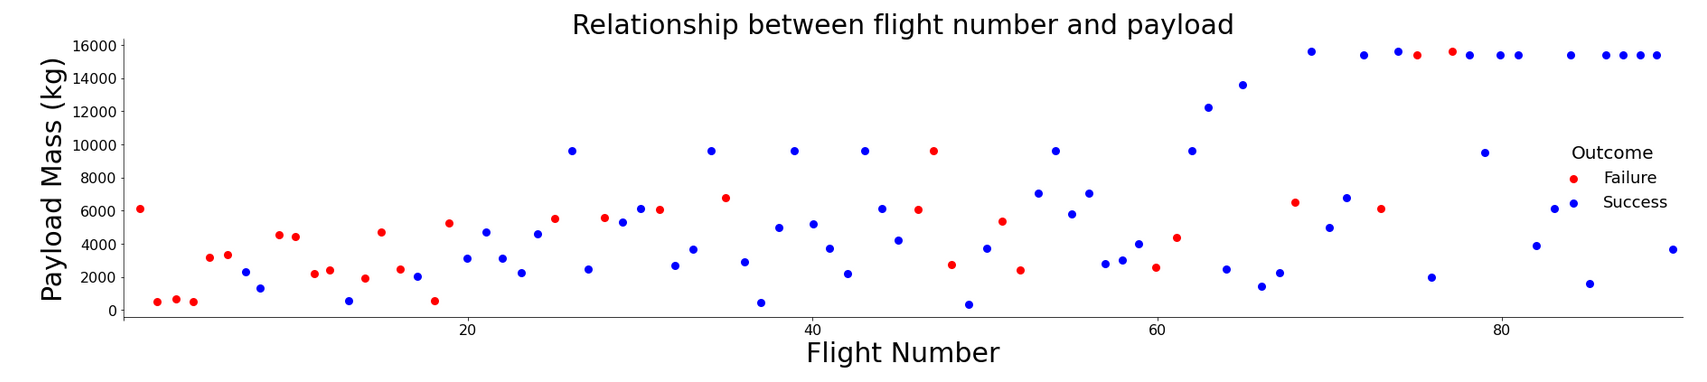 Relationship between flight number and payload
Payload Mass (kg)
16000
14000
12000
10000
8000
6000
4000
2000
0
Outcome
Failure
Success
20
40
60
80
Flight Number